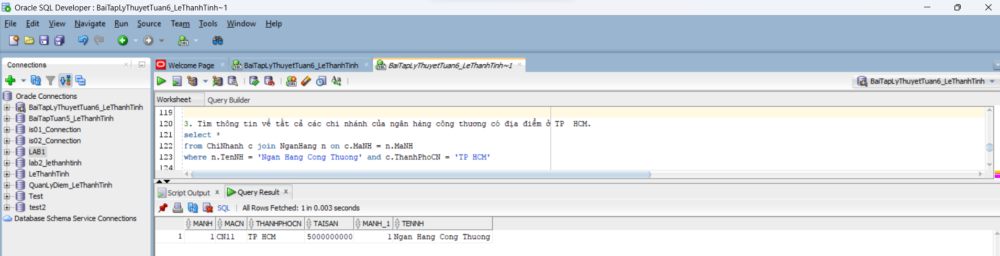 Oracle SQL Developer : BaiTapLyThuyetTuan6_LeThanhTinh~1
File Edit View Navigate Run Source Team Tools Window Help
Connections
Oracle Connections
BaiTapLyThuyetTuan6_LeThanhTinh
BaiTapTuan5_LeThanhTinh
is01_Connection
is02_Connection
LAB1
lab2_lethanhtinh
LeThanhTinh
QuanLyDiem_LeThanhTinh
Test
test2
Database Schema Service Connections
Welcome Page BaiTapLyThuyetTuan6_LeThanhTinh BaiTapLyThuyetTuan6_LeThanhTinh~1
BaiTapLyThuyetTuan6_LeThanhTinh
Worksheet Query Builder
119
120 3. Tìm thông tin về tất cả các chi nhánh của ngân hàng công thương có địa điểm ở TP  HCM.
121 select *
122 from ChiNhanh c join NganHang n on c.MaNH = n.MaNH
123 where n.TenNH = 'Ngan Hang Cong Thuong' and c.ThanhPhoCN = 'TP HCM'
124
Script Output Query Result
SQL All Rows Fetched: 1 in 0.003 seconds
MANH MACN THANHPHOCN TAISAN MANH_1 TENNH
1 1 CN11 TP HCM 5000000000 1 Ngan Hang Cong Thuong